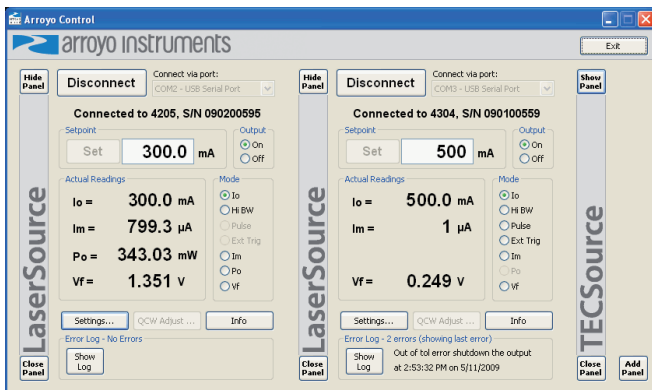 Arroyo Control
arroyo instruments
Exit
Hide Panel
Disconnect
Connect via port:
COM2 - USB Serial Port
Connected to 4205, S/N 090200595
Setpoint
Set
300.0 mA
Output
On
Off
Actual Readings
Io = 300.0 mA
Im = 799.3 µA
Po = 343.03 mW
Vf = 1.351 V
Mode
Io
Hi BW
Pulse
Ext Trig
Im
Po
Vf
LaserSource
Settings...
QCW Adjust ...
Info
Error Log - No Errors
Show Log
Close Panel
Hide Panel
Disconnect
Connect via port:
COM3 - USB Serial Port
Connected to 4304, S/N 090100559
Setpoint
Set
500 mA
Output
On
Off
Actual Readings
Io = 500.0 mA
Im = 1 µA
Vf = 0.249 V
Mode
Io
Hi BW
Pulse
Ext Trig
Im
Po
Vf
LaserSource
Settings...
QCW Adjust ...
Info
Error Log - 2 errors (showing last error)
Show Log
Out of tol error shutdown the output
at 2:53:32 PM on 5/11/2009
Close Panel
Show Panel
TECSource
Close Panel
Add Panel